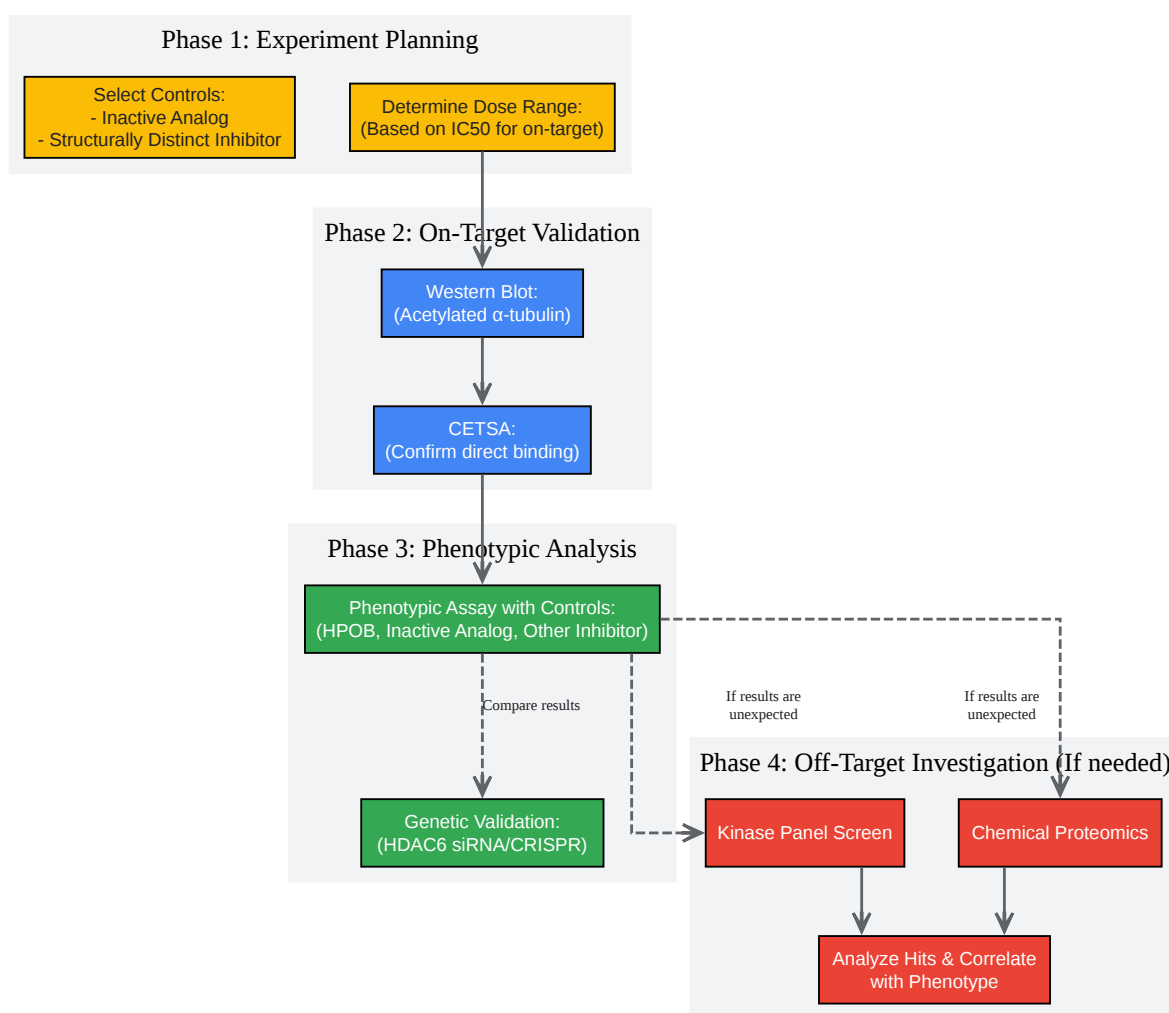 Phase 1: Experiment Planning
Select Controls:
- Inactive Analog
- Structurally Distinct Inhibitor
Determine Dose Range:
(Based on IC50 for on-target)
Phase 2: On-Target Validation
Western Blot:
(Acetylated α-tubulin)
CETSA:
(Confirm direct binding)
Phase 3: Phenotypic Analysis
Phenotypic Assay with Controls:
(HPOB, Inactive Analog, Other Inhibitor)
Compare results
If results are
unexpected
If results are
unexpected
Genetic Validation:
(HDAC6 siRNA/CRISPR)
Phase 4: Off-Target Investigation (If needed)
Kinase Panel Screen
Chemical Proteomics
Analyze Hits & Correlate
with Phenotype